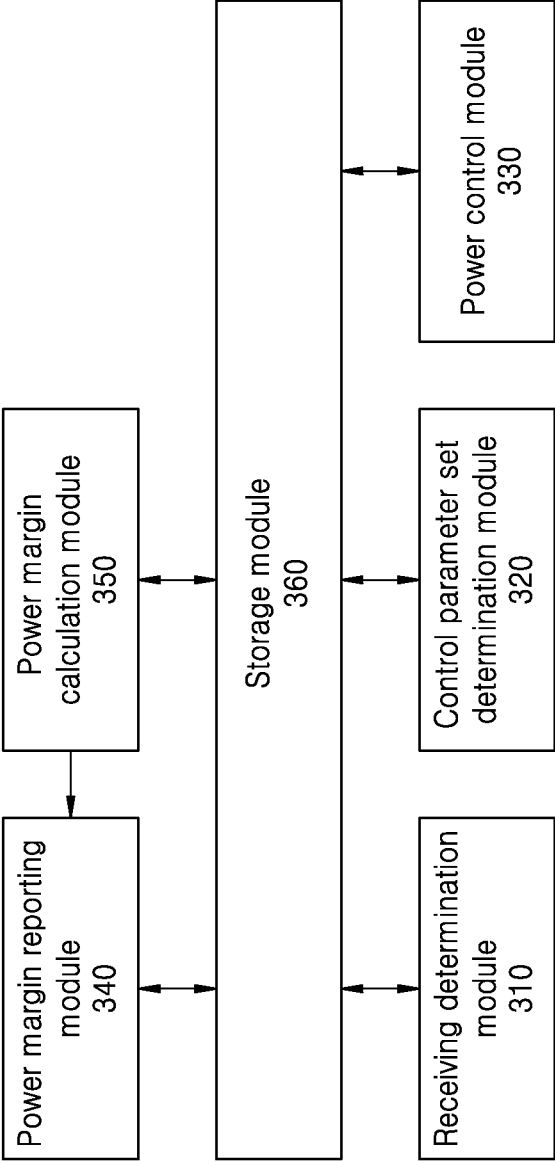 Power margin reporting
module
340
Power margin
calculation module
350
Storage module
360
Receiving determination
module
310
Control parameter set
determination module
320
Power control module
330